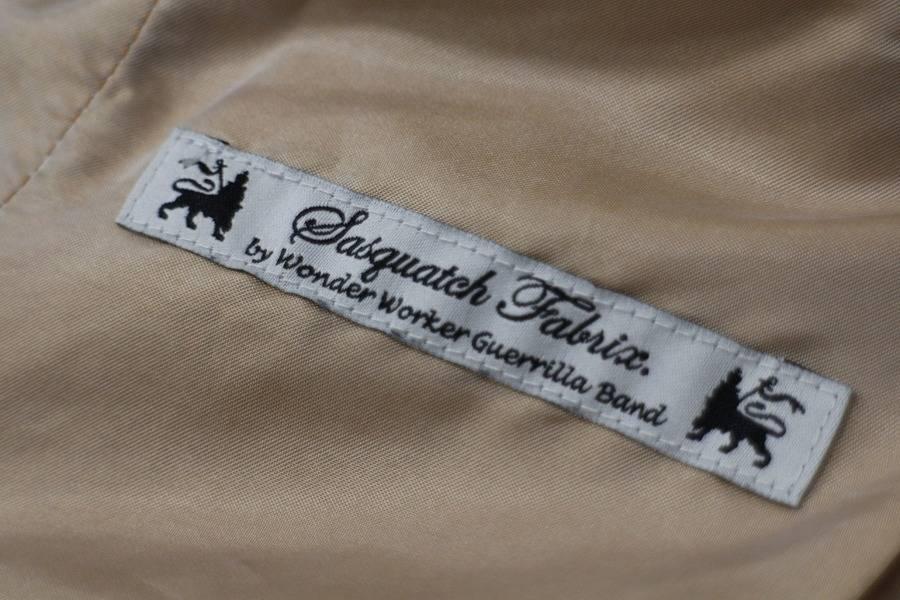 Sasquatch Fabrix.
by Wonder Worker Guerrilla Band